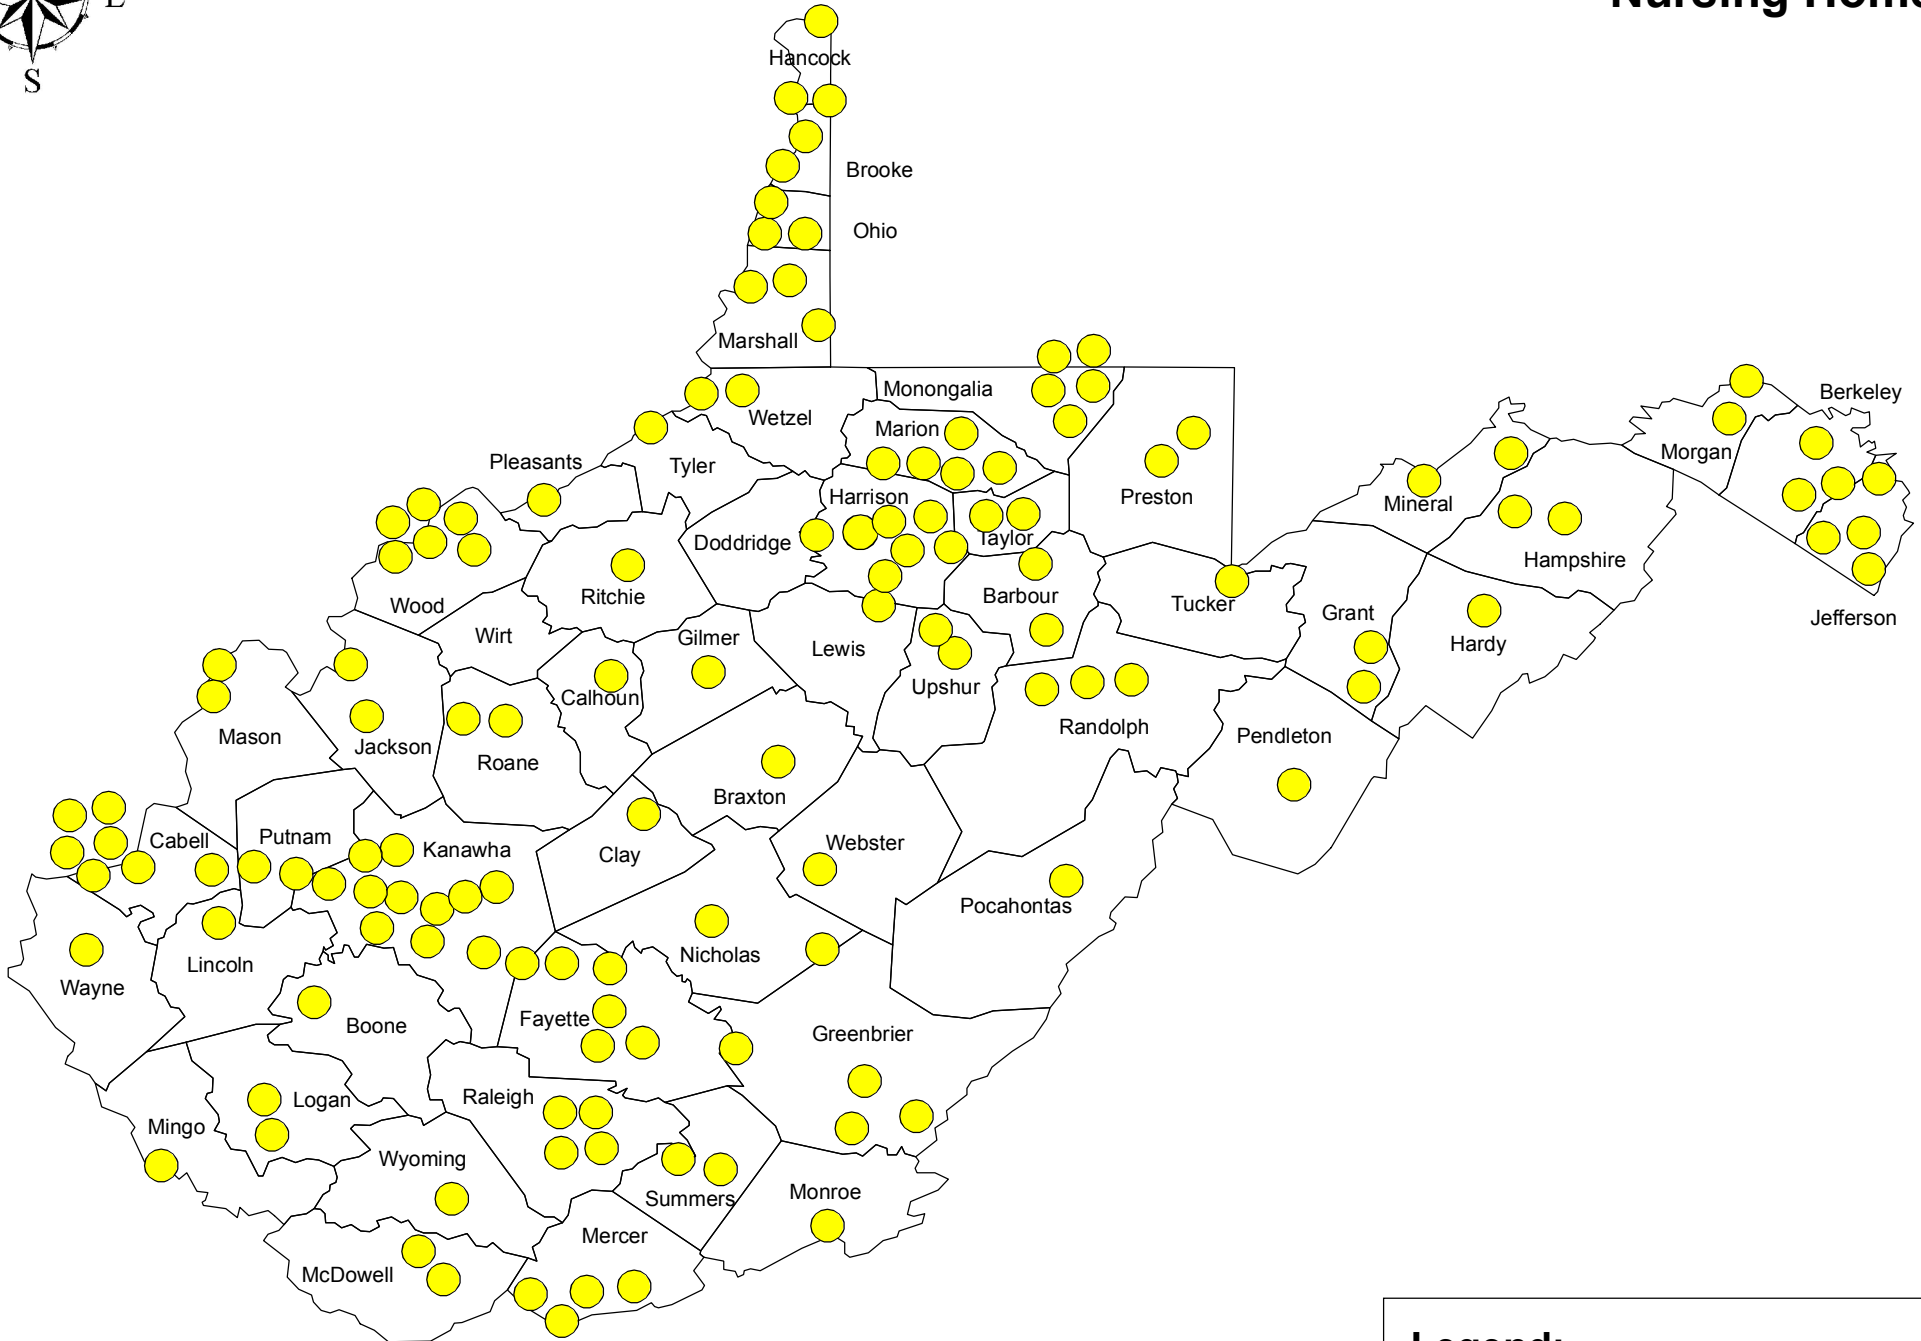 S
Hancock
Brooke
Ohio
Marshall
Wetzel
Monongalia
Marion
Pleasants
Tyler
Harrison
Taylor
Preston
Doddridge
Mineral
Morgan
Berkeley
Hampshire
Jefferson
Wood
Ritchie
Barbour
Tucker
Grant
Hardy
Wirt
Gilmer
Lewis
Calhoun
Upshur
Randolph
Pendleton
Mason
Jackson
Roane
Braxton
Cabell
Putnam
Kanawha
Clay
Webster
Pocahontas
Nicholas
Wayne
Lincoln
Boone
Fayette
Greenbrier
Raleigh
Logan
Mingo
Wyoming
Summers
Monroe
Mercer
McDowell